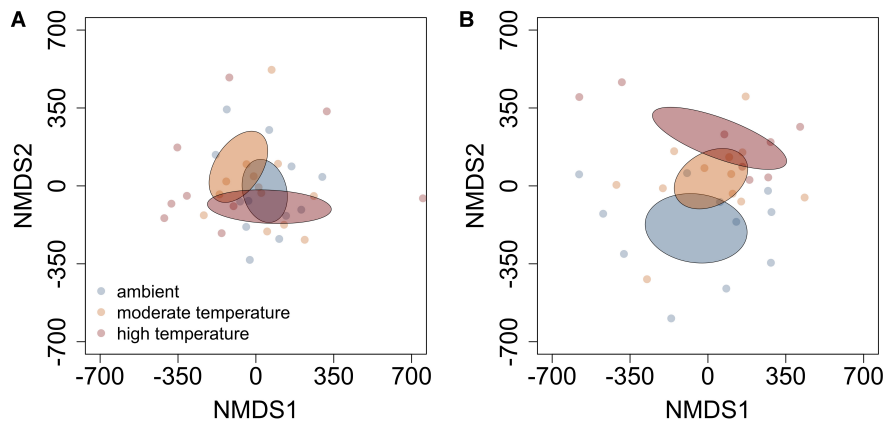 A
700
350
0
-350
-700
NMDS2
ambient
moderate temperature
high temperature
-700 -350 0 350 700
NMDS1
B
700
350
0
-350
-700
NMDS2
-700 -350 0 350 700
NMDS1